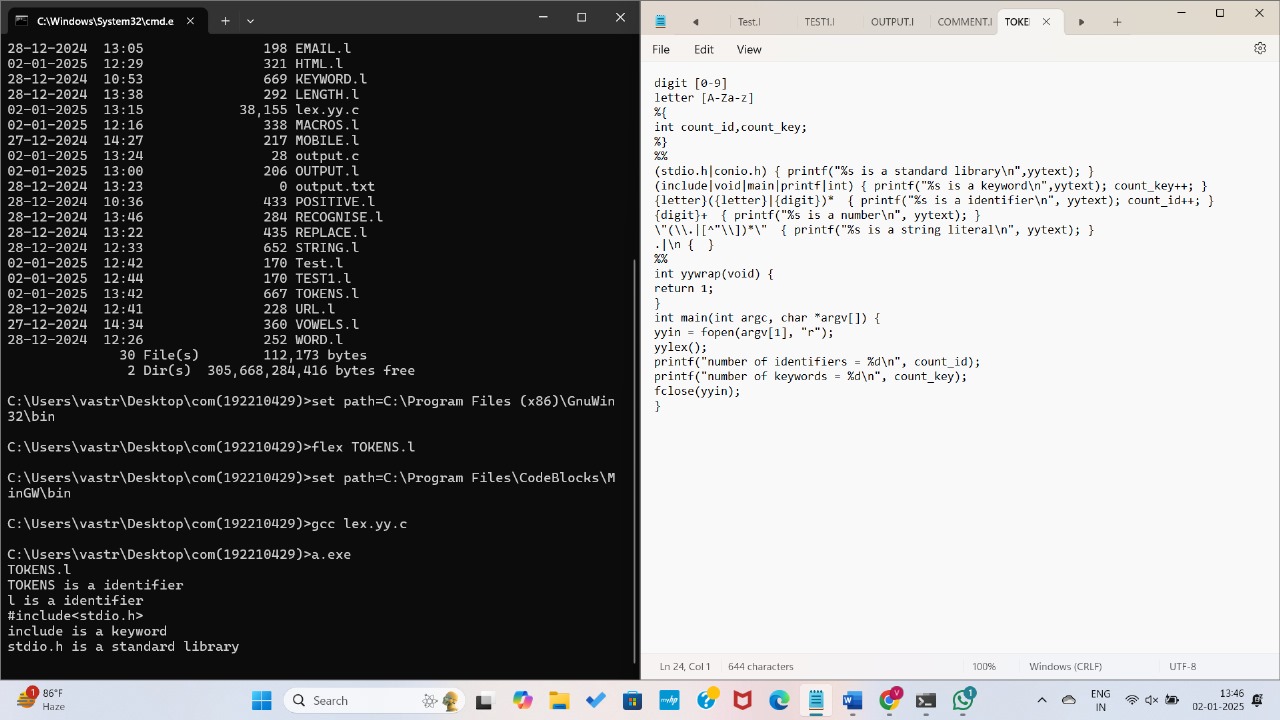 C:\Windows\System32\cmd.e
28-12-2024  13:05               198 EMAIL.l
02-01-2025  12:29               321 HTML.l
28-12-2024  10:53               669 KEYWORD.l
28-12-2024  13:38               292 LENGTH.l
02-01-2025  13:15            38,155 lex.yy.c
02-01-2025  12:16               338 MACROS.l
27-12-2024  14:27               217 MOBILE.l
02-01-2025  13:24                28 output.c
02-01-2025  13:00               206 OUTPUT.l
28-12-2024  13:23                 0 output.txt
28-12-2024  10:36               433 POSITIVE.l
28-12-2024  13:46               284 RECOGNISE.l
28-12-2024  13:22               435 REPLACE.l
28-12-2024  12:33               652 STRING.l
02-01-2025  12:42               170 Test.l
02-01-2025  12:44               170 TEST1.l
02-01-2025  13:42               667 TOKENS.l
28-12-2024  12:41               228 URL.l
27-12-2024  14:34               360 VOWELS.l
28-12-2024  12:26               252 WORD.l
30 File(s)        112,173 bytes
2 Dir(s)  305,668,284,416 bytes free
C:\Users\vastr\Desktop\com(192210429)>set path=C:\Program Files (x86)\GnuWin
32\bin
C:\Users\vastr\Desktop\com(192210429)>flex TOKENS.l
C:\Users\vastr\Desktop\com(192210429)>set path=C:\Program Files\CodeBlocks\M
inGW\bin
C:\Users\vastr\Desktop\com(192210429)>gcc lex.yy.c
C:\Users\vastr\Desktop\com(192210429)>a.exe
TOKENS.l
TOKENS is a identifier
l is a identifier
#include<stdio.h>
include is a keyword
stdio.h is a standard library
Test.l TEST1.l OUTPUT.l COMMENT.l TOKE
File Edit View
digit [0-9]
letter [A-Za-z]
%{
int count_id,count_key;
%}
%%
(stdio.h|conio.h) { printf("%s is a standard library\n",yytext); }
(include|void|main|printf|int) { printf("%s is a keyword\n",yytext); count_key++; }
{letter}({letter}|{digit})*  { printf("%s is a identifier\n", yytext); count_id++; }
{digit}+  { printf("%s is a number\n", yytext); }
\"(\\.|[^"\\])*\"  { printf("%s is a string literal\n", yytext); }
.|\n {  }
%%
int yywrap(void) {
return 1;
}
int main(int argc, char *argv[]) {
yyin = fopen(argv[1], "r");
yylex();
printf("number of identifiers = %d\n", count_id);
printf("number of keywords = %d\n", count_key);
fclose(yyin);
}
Ln 24, Col 1 644 characters 100% Windows (CRLF) UTF-8
1 86°F
Haze
Search
V
1
ENG
IN
13:46
02-01-2025